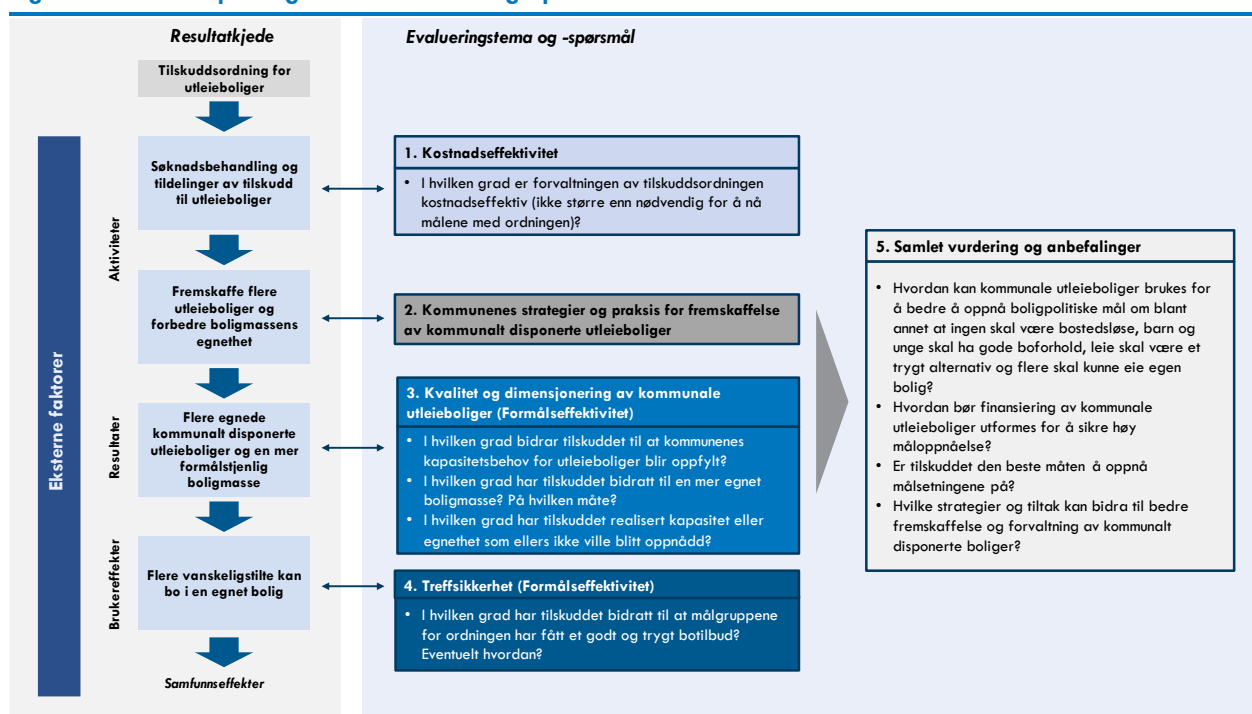 Resultatkjede
Evalueringstema og -spørsmål
Tilskuddsordning for
utleieboliger
Eksterne faktorer
Aktiviteter
Søknadsbehandling og
tildelinger av tilskudd
til utleieboliger
Fremskaffe flere
utleieboliger og
forbedre boligmassens
egnethet
Resultater
Flere egnede
kommunalt disponerte
utleieboliger og en mer
formålstjenlig
boligmasse
Brukereffekter
Flere vanskeligstilte kan
bo i en egnet bolig
Samfunnseffekter
1. Kostnadseffektivitet
• I hvilken grad er forvaltningen av tilskuddsordningen
kostnadseffektiv (ikke større enn nødvendig for å nå
målene med ordningen)?
2. Kommunenes strategier og praksis for fremskaffelse
av kommunalt disponerte utleieboliger
3. Kvalitet og dimensjonering av kommunale
utleieboliger (Formålseffektivitet)
• I hvilken grad bidrar tilskuddet til at kommunenes
kapasitetsbehov for utleieboliger blir oppfylt?
• I hvilken grad har tilskuddet bidratt til en mer egnet
boligmasse? På hvilken måte?
• I hvilken grad har tilskuddet realisert kapasitet eller
egnethet som ellers ikke ville blitt oppnådd?
4. Treffsikkerhet (Formålseffektivitet)
• I hvilken grad har tilskuddet bidratt til at målgruppene
for ordningen har fått et godt og trygt botilbud?
Eventuelt hvordan?
5. Samlet vurdering og anbefalinger
• Hvordan kan kommunale utleieboliger brukes for
å bedre å oppnå boligpolitiske mål om blant
annet at ingen skal være bostedsløse, barn og
unge skal ha gode boforhold, leie skal være et
trygt alternativ og flere skal kunne eie egen
bolig?
• Hvordan bør finansiering av kommunale
utleieboliger utformes for å sikre høy
måloppnåelse?
• Er tilskuddet den beste måten å oppnå
målsetningene på?
• Hvilke strategier og tiltak kan bidra til bedre
fremskaffelse og forvaltning av kommunalt
disponerte boliger?